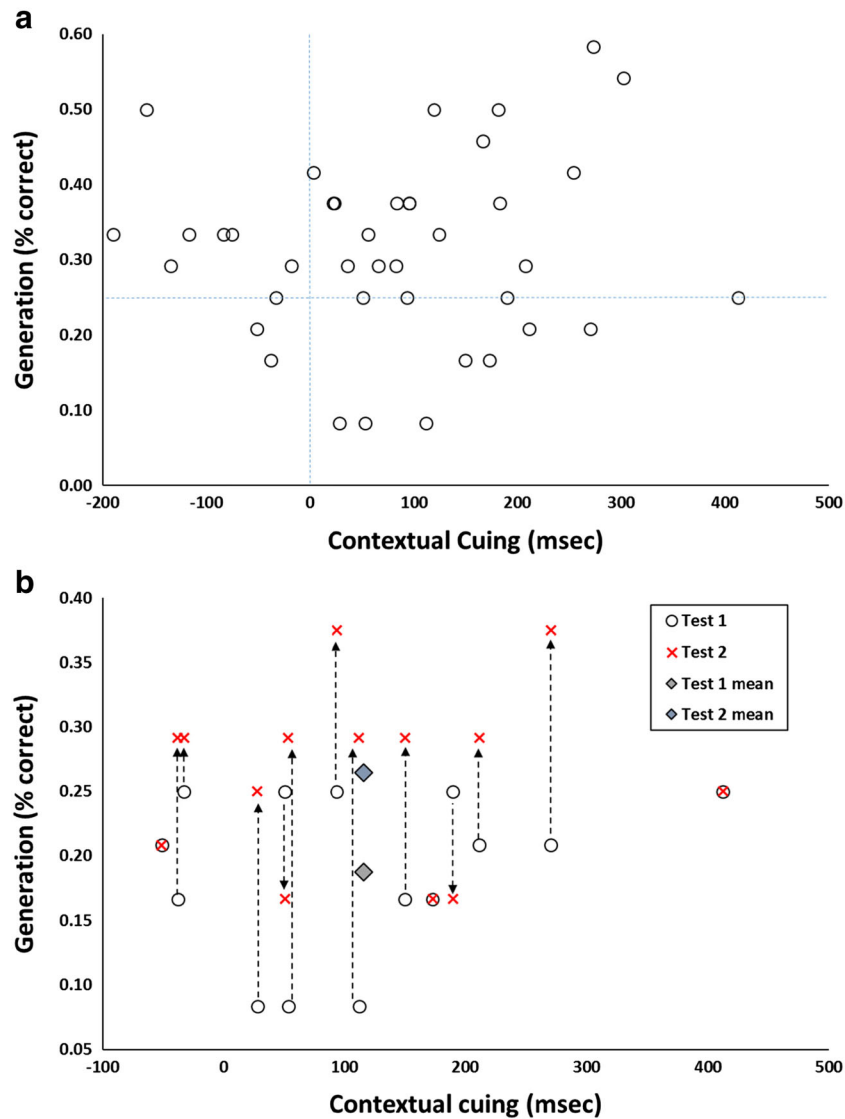 a
Generation (% correct)
0.60
0.50
0.40
0.30
0.20
0.10
0.00
-200 -100 0 100 200 300 400 500
Contextual Cuing (msec)
b
Generation (% correct)
0.40
0.35
0.30
0.25
0.20
0.15
0.10
0.05
-100 0 100 200 300 400 500
Contextual cuing (msec)
Test 1
Test 2
Test 1 mean
Test 2 mean